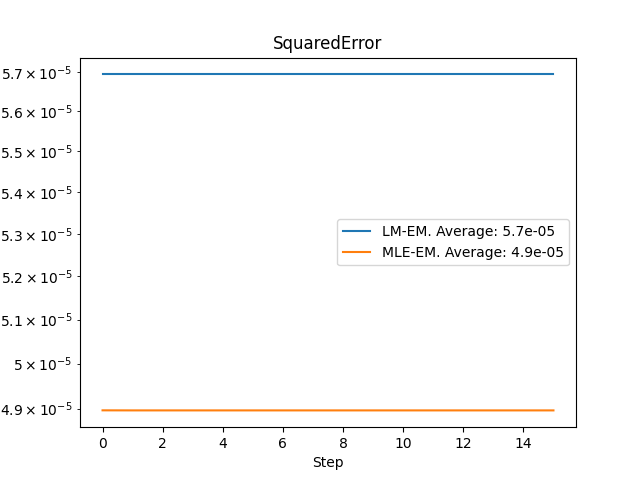 SquaredError
5.7 × 10⁻⁵
5.6 × 10⁻⁵
5.5 × 10⁻⁵
5.4 × 10⁻⁵
5.3 × 10⁻⁵
5.2 × 10⁻⁵
5.1 × 10⁻⁵
5 × 10⁻⁵
4.9 × 10⁻⁵
LM-EM. Average: 5.7e-05
MLE-EM. Average: 4.9e-05
0 2 4 6 8 10 12 14
Step